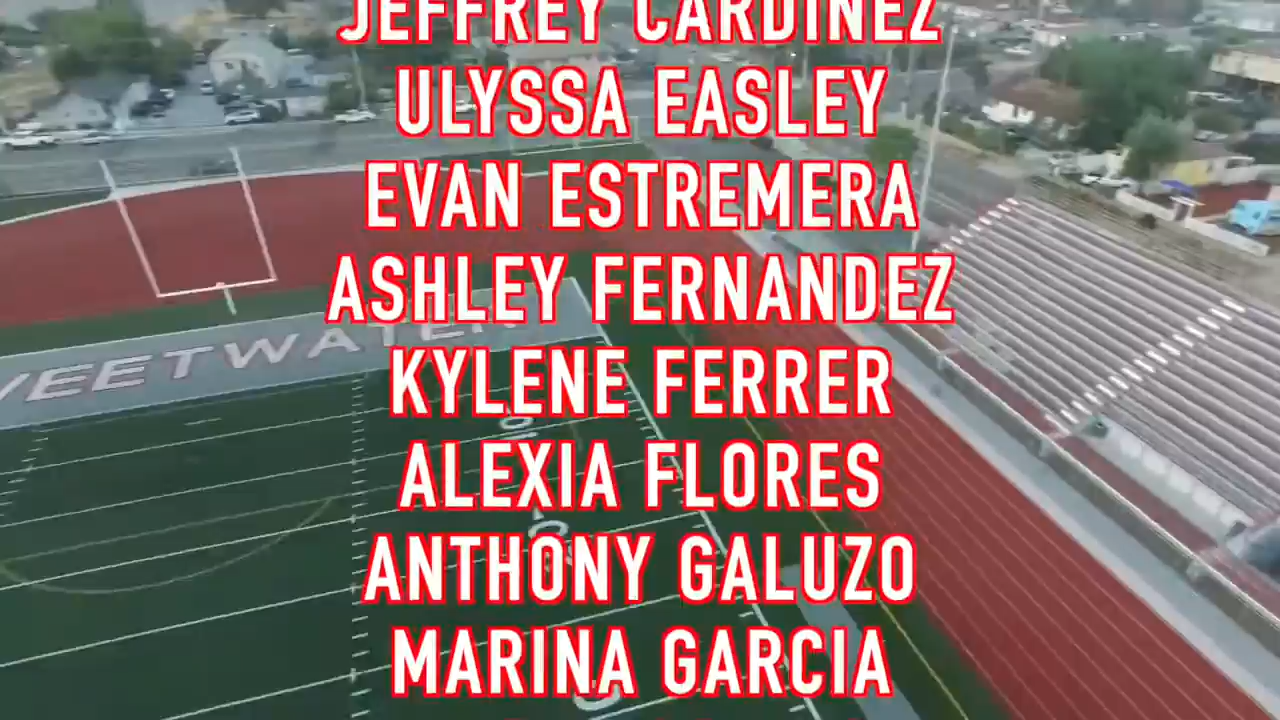 JEFFREY CARDINEZ
ULYSSA EASLEY
EVAN ESTREMERA
ASHLEY FERNANDEZ
KYLENE FERRER
ALEXIA FLORES
ANTHONY GALUZO
MARINA GARCIA